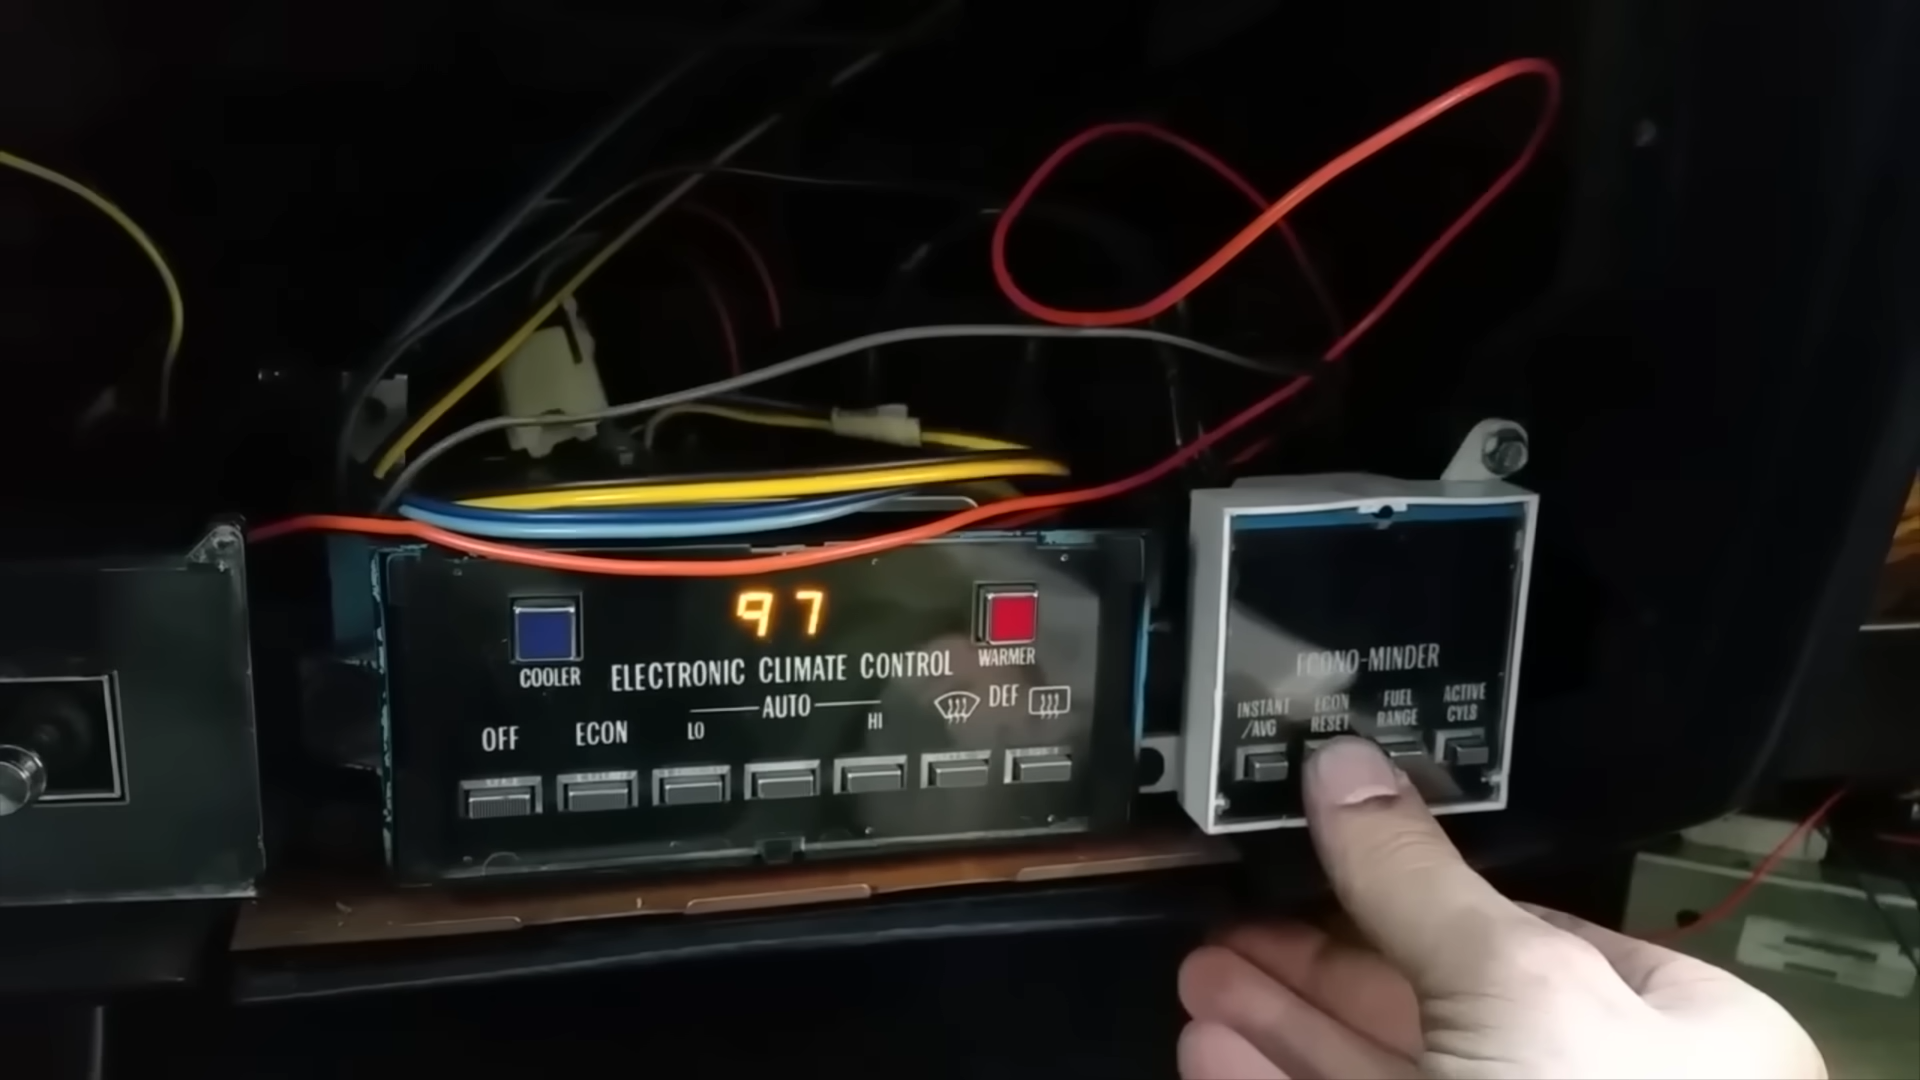 97
COOLER
ELECTRONIC CLIMATE CONTROL
WARMER
OFF
ECON
LO
AUTO
HI
DEF
ECONO-MINDER
INSTANT
/AVG
ECON
RESET
FUEL
RANGE
ACTIVE
CYLS